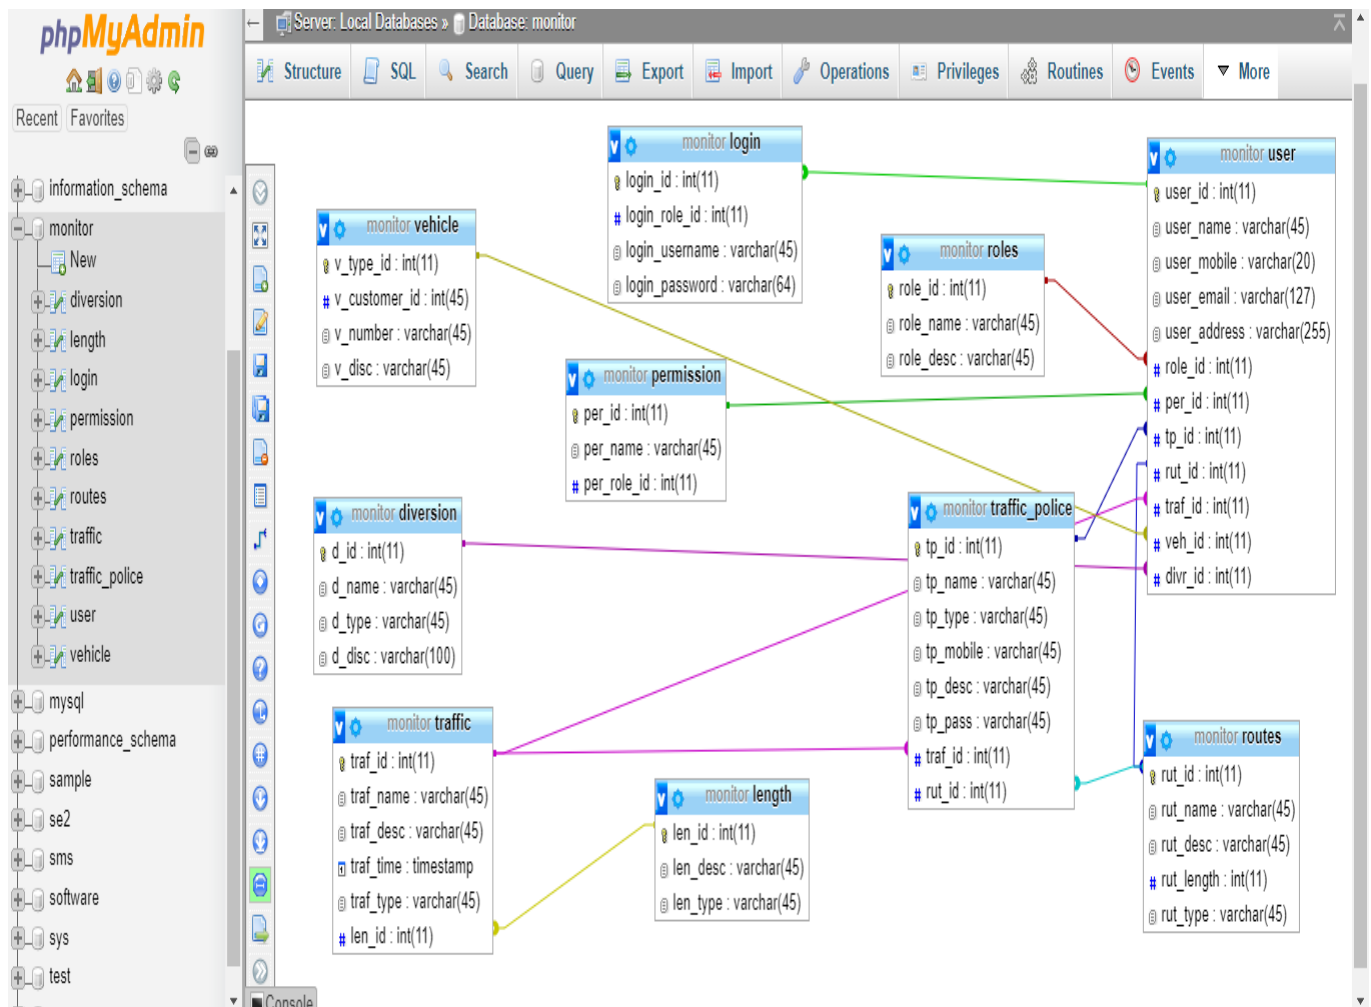 phpMyAdmin
Recent Favorites
information_schema
monitor
New
diversion
length
login
permission
roles
routes
traffic
traffic_police
user
vehicle
mysql
performance_schema
sample
se2
sms
software
sys
test
Server: Local Databases » Database: monitor
Structure SQL Search Query Export Import Operations Privileges Routines Events More
monitor login
login_id : int(11)
login_role_id : int(11)
login_username : varchar(45)
login_password : varchar(64)
monitor user
user_id : int(11)
user_name : varchar(45)
user_mobile : varchar(20)
user_email : varchar(127)
user_address : varchar(255)
role_id : int(11)
per_id : int(11)
tp_id : int(11)
rut_id : int(11)
traf_id : int(11)
veh_id : int(11)
divr_id : int(11)
monitor vehicle
v_type_id : int(11)
v_customer_id : int(45)
v_number : varchar(45)
v_disc : varchar(45)
monitor roles
role_id : int(11)
role_name : varchar(45)
role_desc : varchar(45)
monitor permission
per_id : int(11)
per_name : varchar(45)
per_role_id : int(11)
monitor diversion
d_id : int(11)
d_name : varchar(45)
d_type : varchar(45)
d_disc : varchar(100)
monitor traffic_police
tp_id : int(11)
tp_name : varchar(45)
tp_type : varchar(45)
tp_mobile : varchar(45)
tp_desc : varchar(45)
tp_pass : varchar(45)
traf_id : int(11)
rut_id : int(11)
monitor traffic
traf_id : int(11)
traf_name : varchar(45)
traf_desc : varchar(45)
traf_time : timestamp
traf_type : varchar(45)
len_id : int(11)
monitor length
len_id : int(11)
len_desc : varchar(45)
len_type : varchar(45)
monitor routes
rut_id : int(11)
rut_name : varchar(45)
rut_desc : varchar(45)
rut_length : int(11)
rut_type : varchar(45)
Console